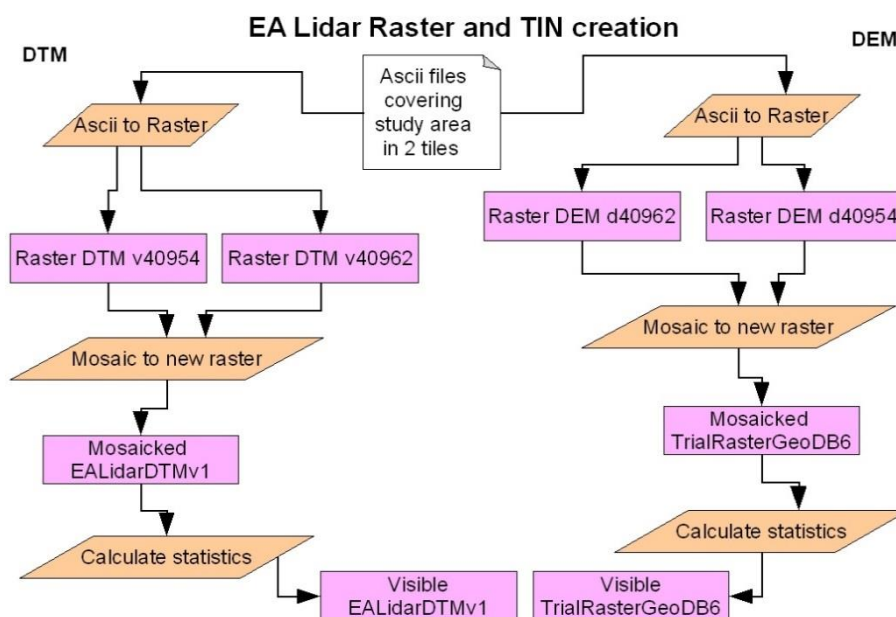 EA Lidar Raster and TIN creation
DTM
DEM
Ascii files
covering
study area
in 2 tiles
Ascii to Raster
Ascii to Raster
Raster DEM d40962
Raster DEM d40954
Raster DTM v40954
Raster DTM v40962
Mosaic to new raster
Mosaic to new raster
Mosaicked
TrialRasterGeoDB6
Mosaicked
EALidarDTMv1
Calculate statistics
Calculate statistics
Visible
EALidarDTMv1
Visible
TrialRasterGeoDB6